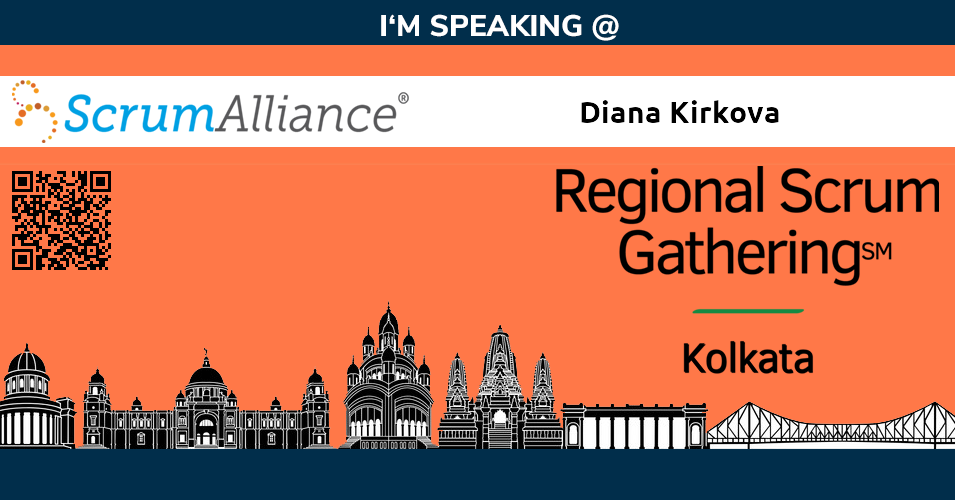 I‘M SPEAKING @
ScrumAlliance®
Diana Kirkova
Regional Scrum
Gathering℠
Kolkata